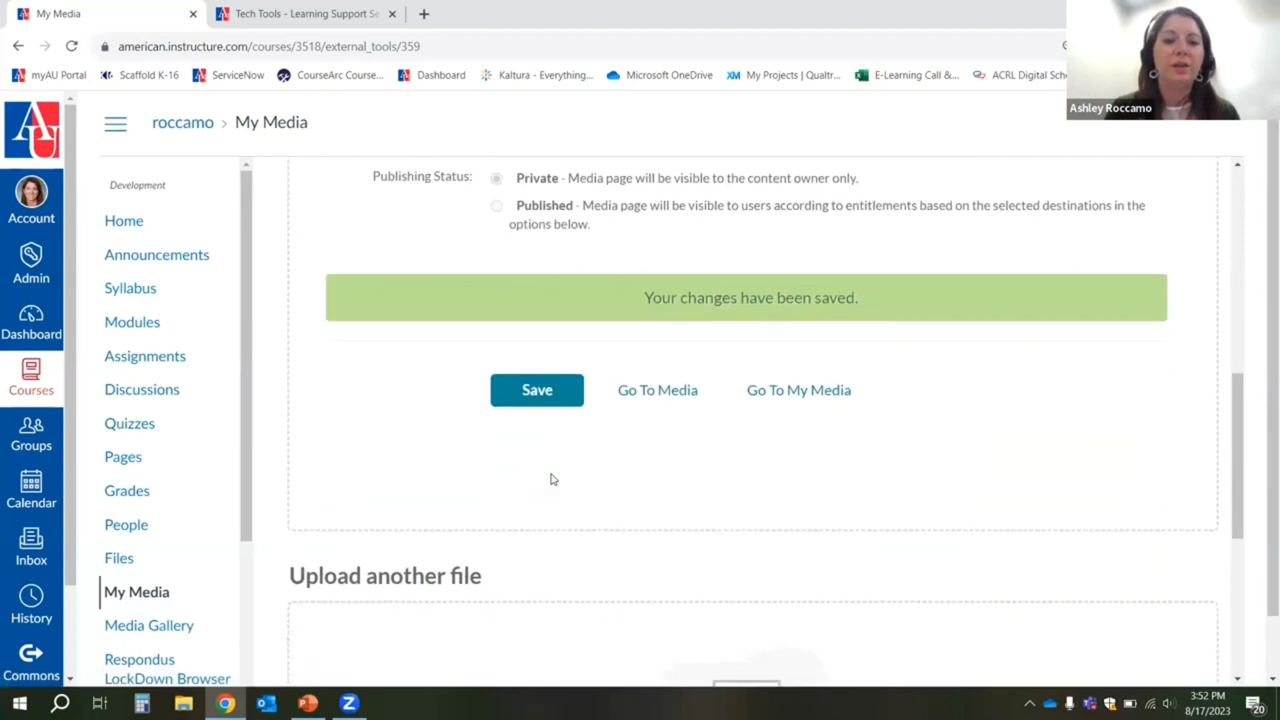 My Media
Tech Tools - Learning Support Se
american.instructure.com/courses/3518/external_tools/359
myAU Portal
Scaffold K-16
ServiceNow
CourseArc Course...
Dashboard
Kaltura - Everything...
Microsoft OneDrive
My Projects (Qualtr...
E-Learning Call &...
ACRL Digital Sch
Ashley Roccamo
AU
roccamo > My Media
Account
Admin
Dashboard
Courses
Groups
Calendar
Inbox
History
Commons
Development
Home
Announcements
Syllabus
Modules
Assignments
Discussions
Quizzes
Pages
Grades
People
Files
My Media
Media Gallery
Respondus
LockDown Browser
Publishing Status:
Private - Media page will be visible to the content owner only.
Published - Media page will be visible to users according to entitlements based on the selected destinations in the
options below.
Your changes have been saved.
Save
Go To Media
Go To My Media
Upload another file
3:52 PM
8/17/2023
20